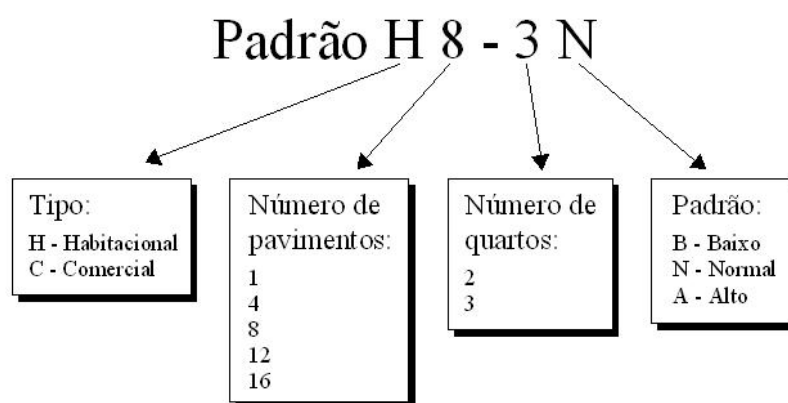 Padrão H 8 - 3 N
Tipo:
H - Habitacional
C - Comercial
Número de
pavimentos:
1
4
8
12
16
Número de
quartos:
2
3
Padrão:
B - Baixo
N - Normal
A - Alto